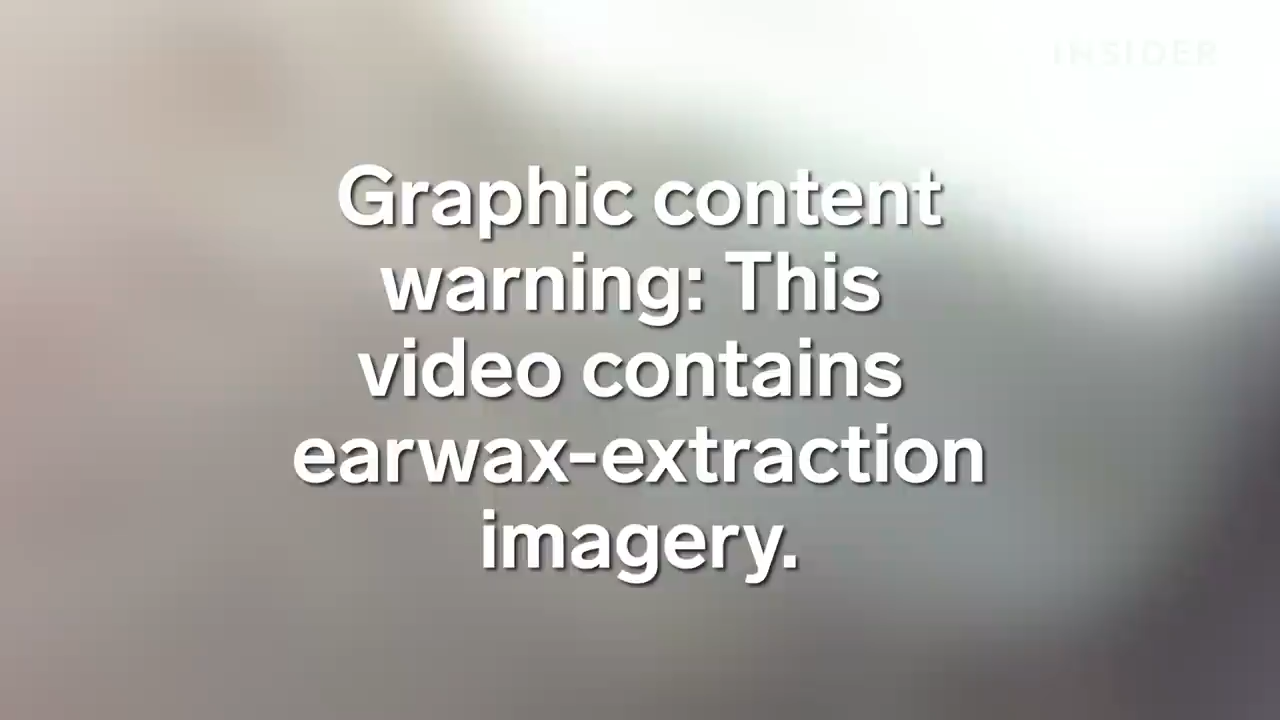 INSIDER
Graphic content
warning: This
video contains
earwax-extraction
imagery.